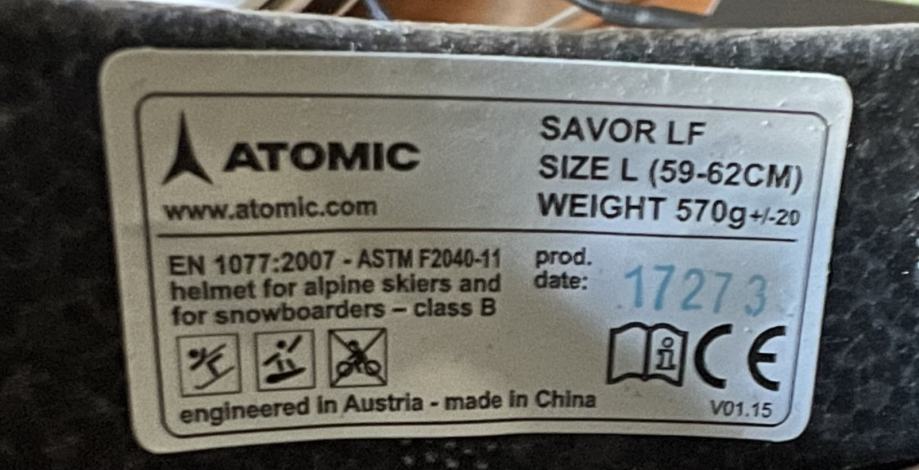 ATOMIC
www.atomic.com
SAVOR LF
SIZE L (59-62CM)
WEIGHT 570g+/-20
EN 1077:2007 - ASTM F2040-11
helmet for alpine skiers and
for snowboarders – class B
prod.
date: 17273
CE
engineered in Austria - made in China
V01.15